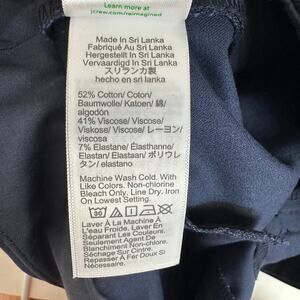 Learn more at
jcrew.com/reimagined
Made In Sri Lanka
Fabriqué Au Sri Lanka
Hergestellt In Sri Lanka
Vervaardigd In Sri Lanka
スリランカ製
hecho en sri lanka
52% Cotton/ Coton/
Baumwolle/ Katoen/ 綿/
algodón
41% Viscose/ Viscose/
Viskose/ Viscose/ レーヨン/
viscosa
7% Elastane/ Élasthanne/
Elastan/ Elastaan/ ポリウレ
タン/ elastano
Machine Wash Cold. With
Like Colors. Non-chlorine
Bleach Only. Line Dry. Iron
On Lowest Setting.
30
Laver À La Machine À
L'eau Froide. Laver Et
Séparant Les Couleurs.
Seulement Agent De
Blanchiment Non Chloré.
Séchage Sur Cintre.
Repasser À Fer Doux Si
Nécessaire.